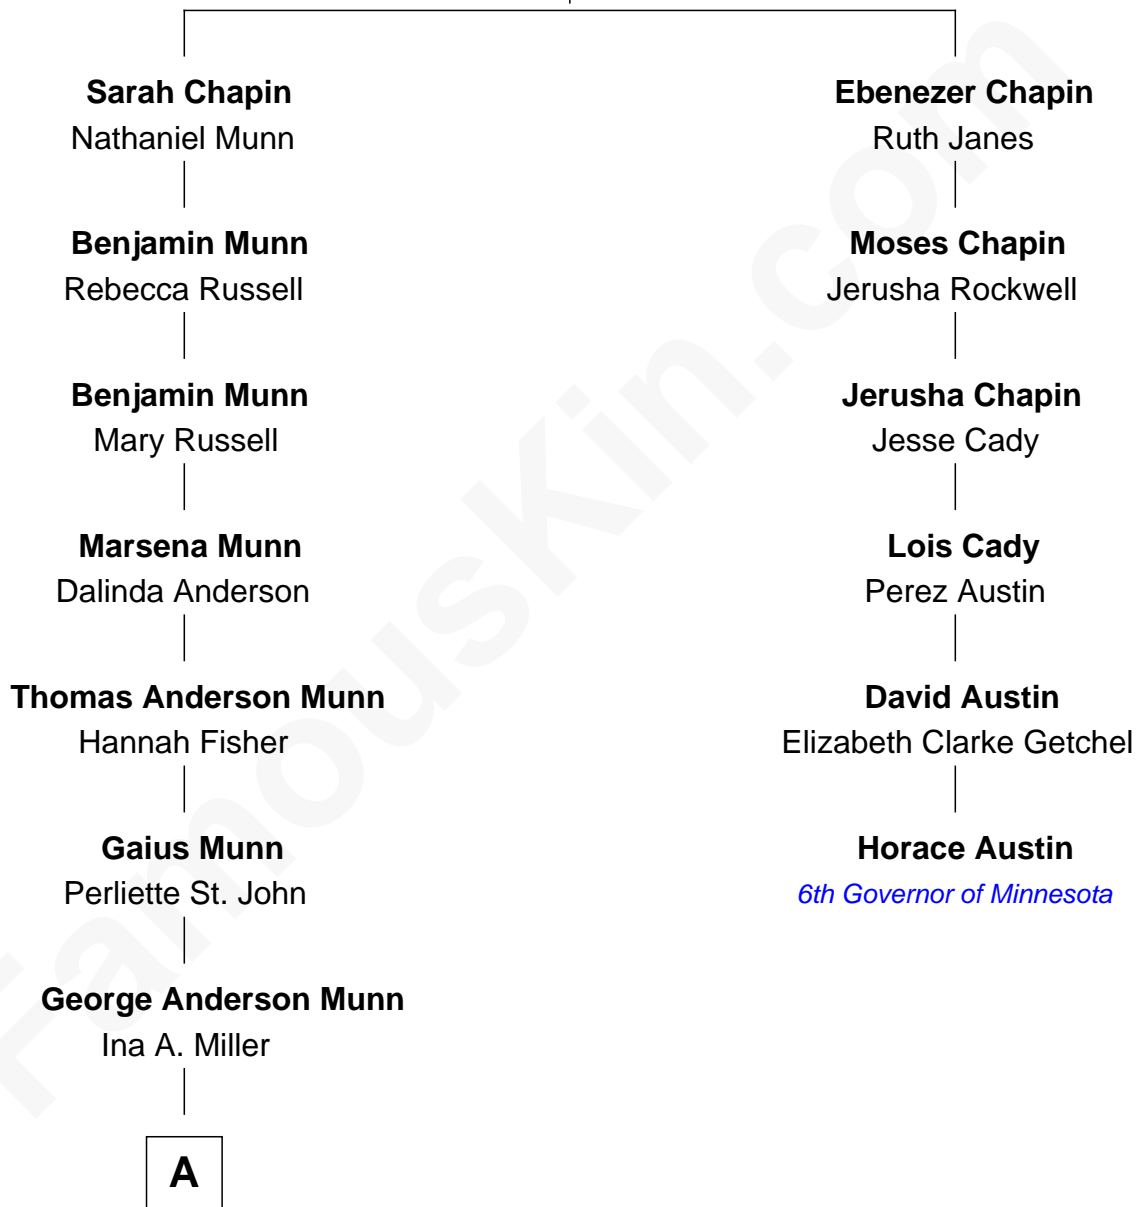 Sarah Chapin
Nathaniel Munn
Benjamin Munn
Rebecca Russell
Benjamin Munn
Mary Russell
Marsena Munn
Dalinda Anderson
Thomas Anderson Munn
Hannah Fisher
Gaius Munn
Perliette St. John
George Anderson Munn
Ina A. Miller
A
Ebenezer Chapin
Ruth Janes
Moses Chapin
Jerusha Rockwell
Jerusha Chapin
Jesse Cady
Lois Cady
Perez Austin
David Austin
Elizabeth Clarke Getchel
Horace Austin
6th Governor of Minnesota
FamousKin.com